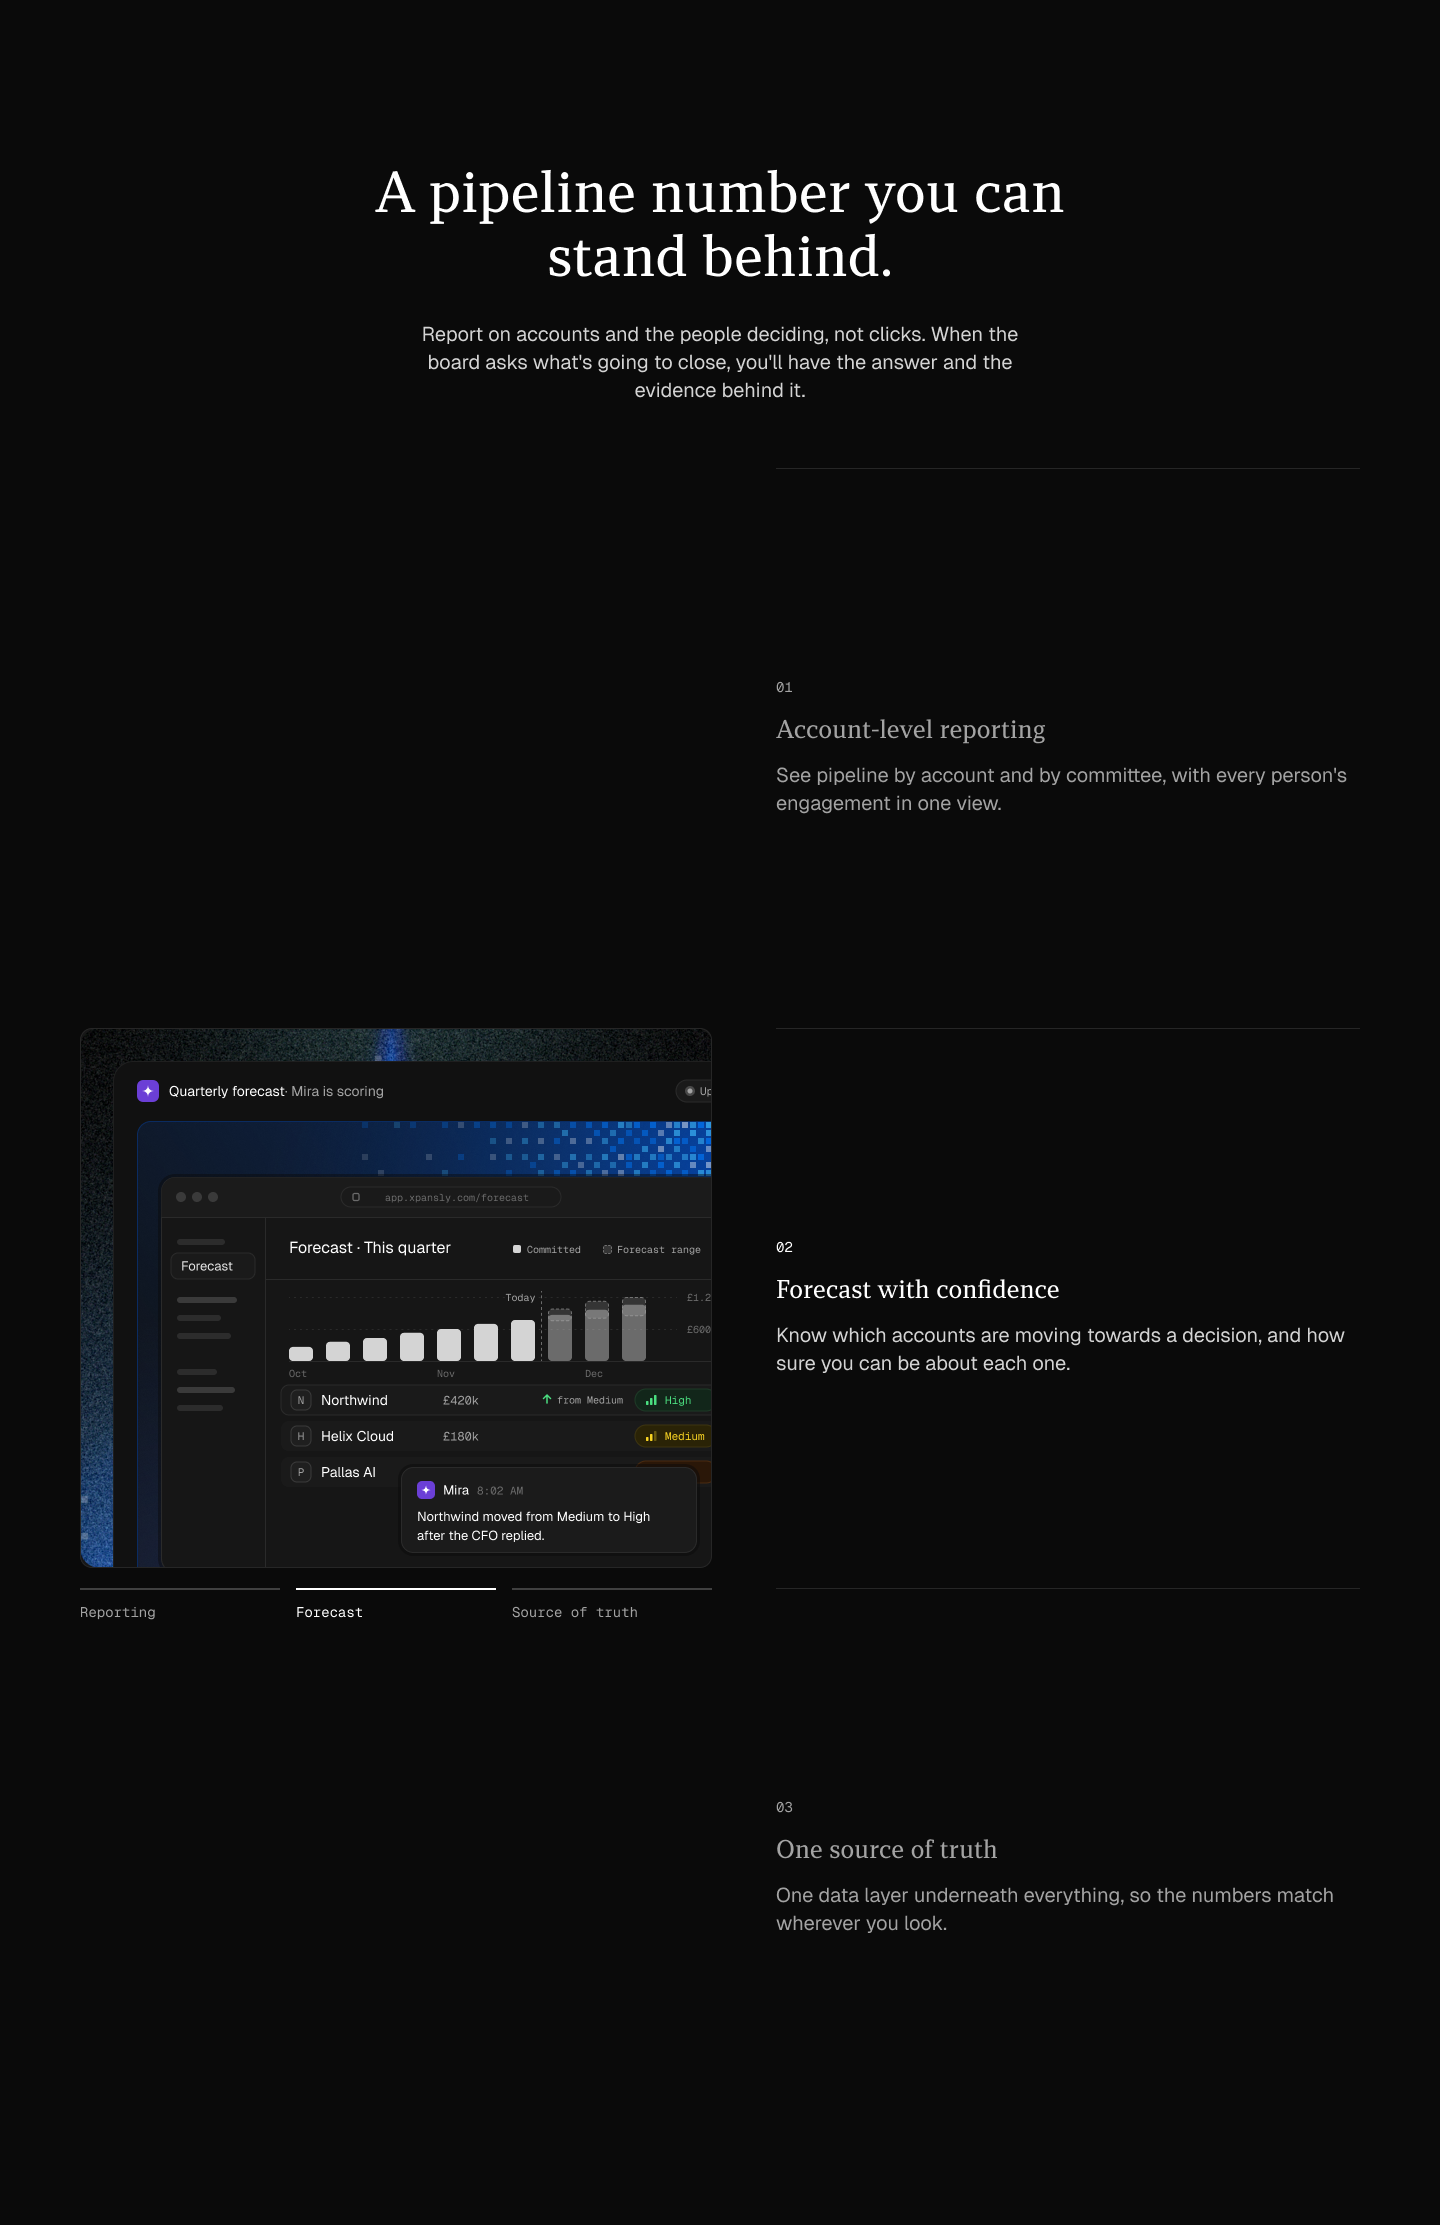 A pipeline number you can
stand behind.
Report on accounts and the people deciding, not clicks. When the
board asks what's going to close, you'll have the answer and the
evidence behind it.
01
Account-level reporting
See pipeline by account and by committee, with every person's
engagement in one view.
Quarterly forecast· Mira is scoring
app.xpansly.com/forecast
Forecast
Forecast · This quarter
Committed
Forecast range
Today
£1.2
£600
Oct
Nov
Dec
N Northwind £420k from Medium High
H Helix Cloud £180k Medium
P Pallas AI
Mira 8:02 AM
Northwind moved from Medium to High
after the CFO replied.
Reporting
Forecast
Source of truth
02
Forecast with confidence
Know which accounts are moving towards a decision, and how
sure you can be about each one.
03
One source of truth
One data layer underneath everything, so the numbers match
wherever you look.